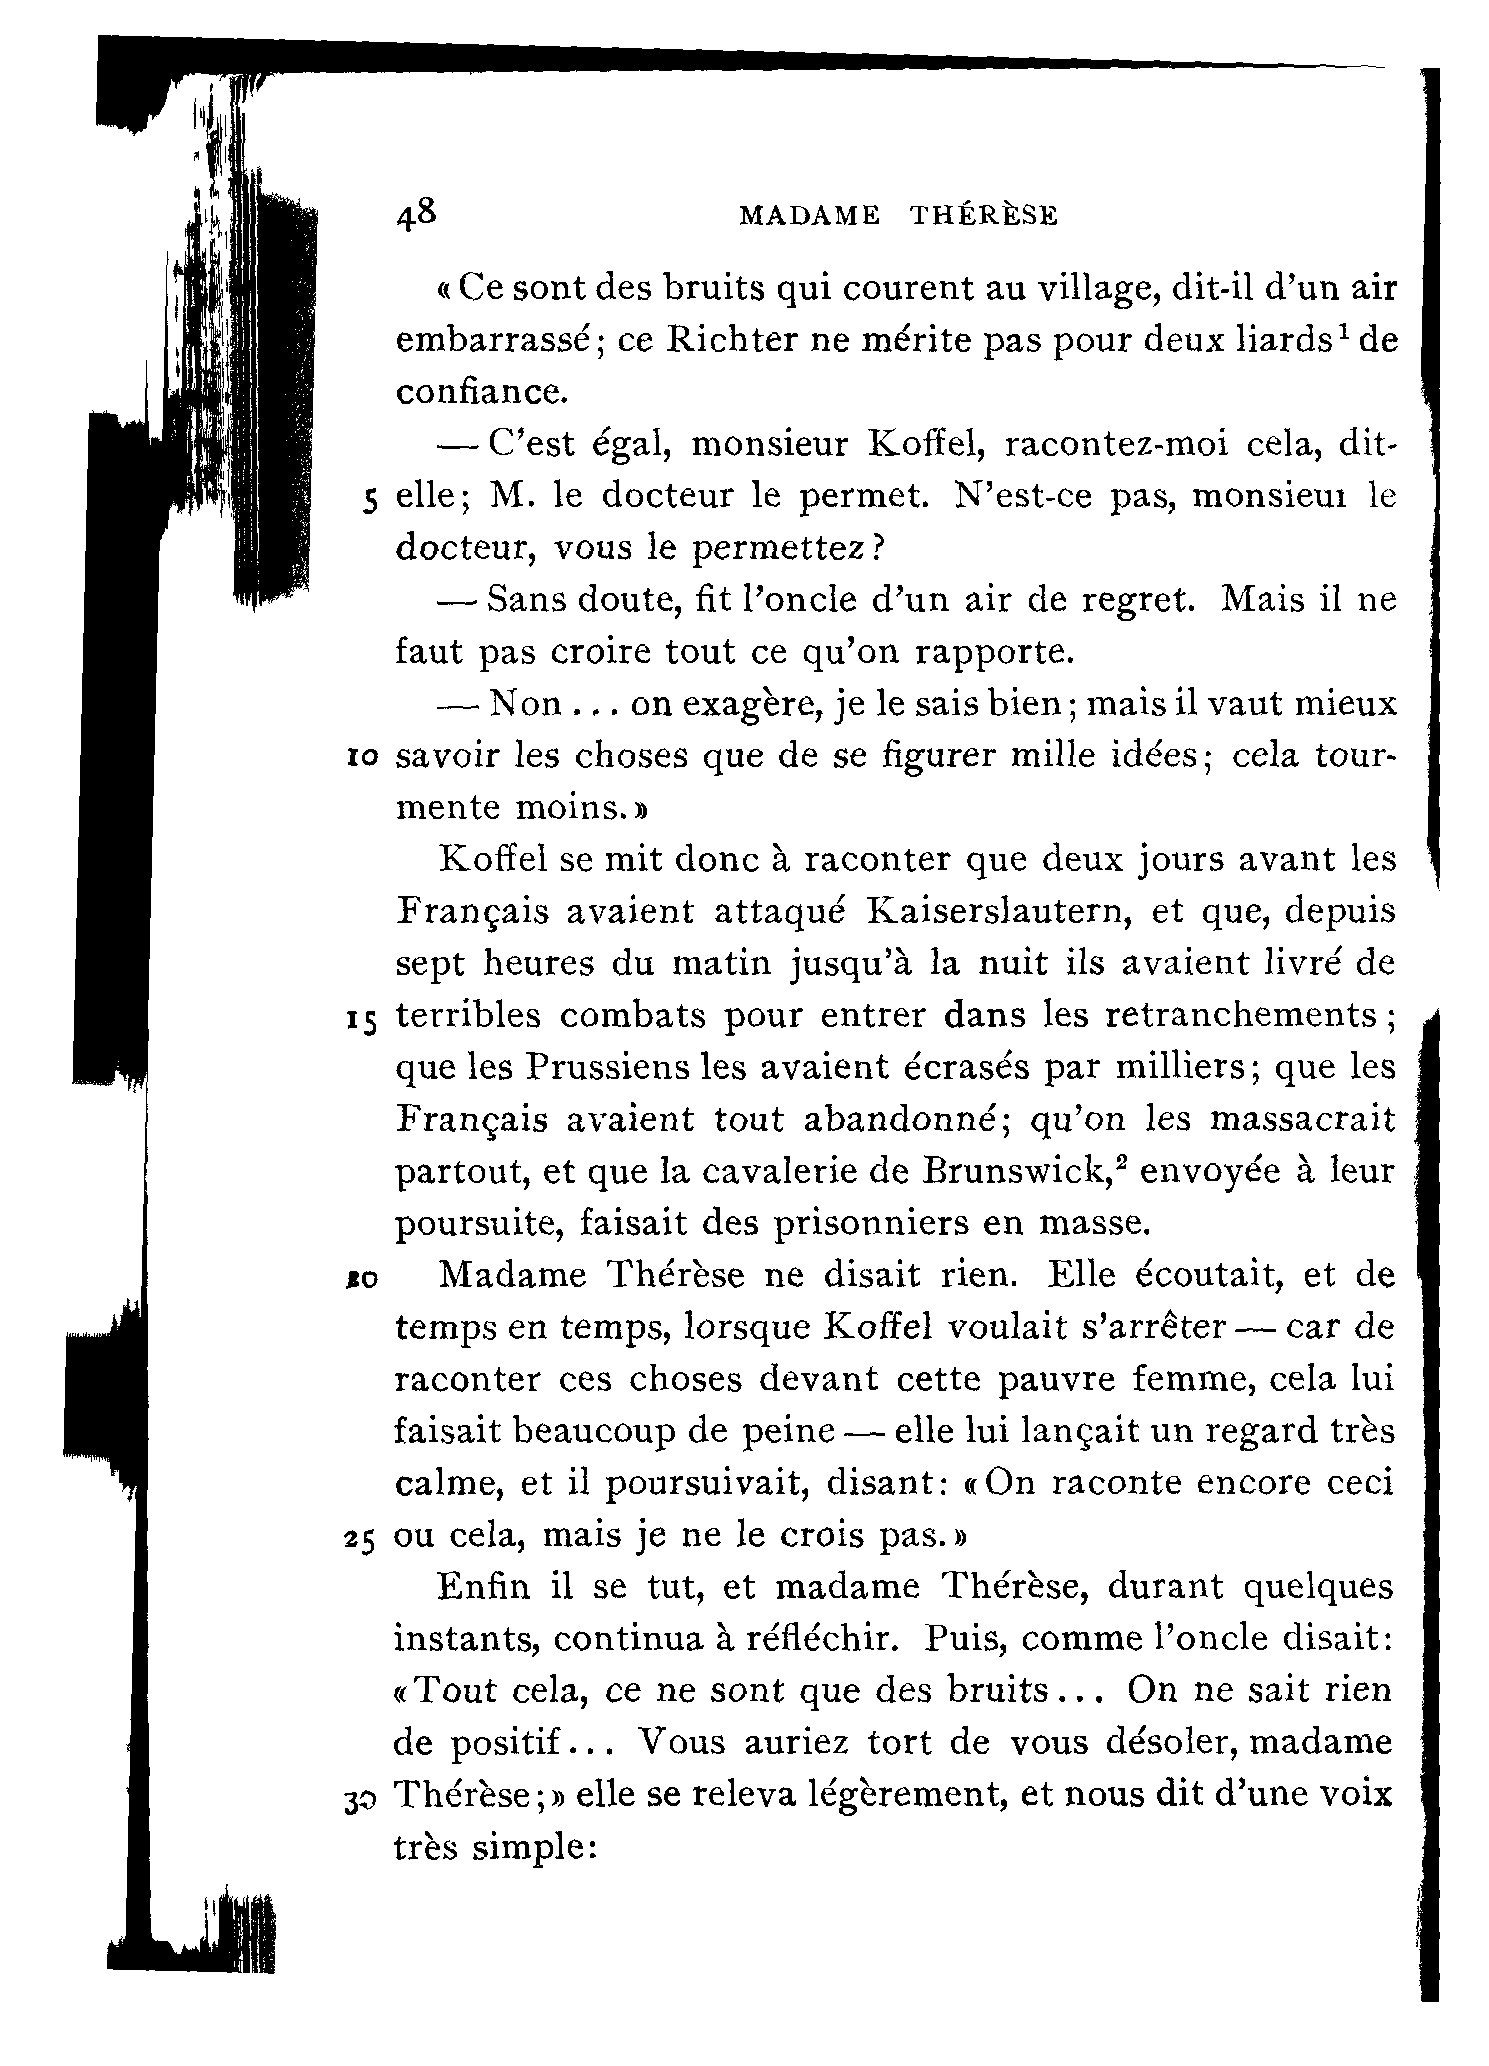 48 MADAME THÉRÈSE
« Ce sont des bruits qui courent au village, dit-il d'un air
embarrassé; ce Richter ne mérite pas pour deux liards¹ de
confiance.
— C'est égal, monsieur Koffel, racontez-moi cela, dit-
5 elle; M. le docteur le permet. N'est-ce pas, monsieur le
docteur, vous le permettez?
— Sans doute, fit l'oncle d'un air de regret. Mais il ne
faut pas croire tout ce qu'on rapporte.
— Non ... on exagère, je le sais bien; mais il vaut mieux
10 savoir les choses que de se figurer mille idées; cela tour-
mente moins. »
Koffel se mit donc à raconter que deux jours avant les
Français avaient attaqué Kaiserslautern, et que, depuis
sept heures du matin jusqu'à la nuit ils avaient livré de
15 terribles combats pour entrer dans les retranchements;
que les Prussiens les avaient écrasés par milliers; que les
Français avaient tout abandonné; qu'on les massacrait
partout, et que la cavalerie de Brunswick,² envoyée à leur
poursuite, faisait des prisonniers en masse.
20 Madame Thérèse ne disait rien. Elle écoutait, et de
temps en temps, lorsque Koffel voulait s'arrêter — car de
raconter ces choses devant cette pauvre femme, cela lui
faisait beaucoup de peine — elle lui lançait un regard très
calme, et il poursuivait, disant: « On raconte encore ceci
25 ou cela, mais je ne le crois pas. »
Enfin il se tut, et madame Thérèse, durant quelques
instants, continua à réfléchir. Puis, comme l'oncle disait:
« Tout cela, ce ne sont que des bruits ... On ne sait rien
de positif ... Vous auriez tort de vous désoler, madame
30 Thérèse; » elle se releva légèrement, et nous dit d'une voix
très simple: